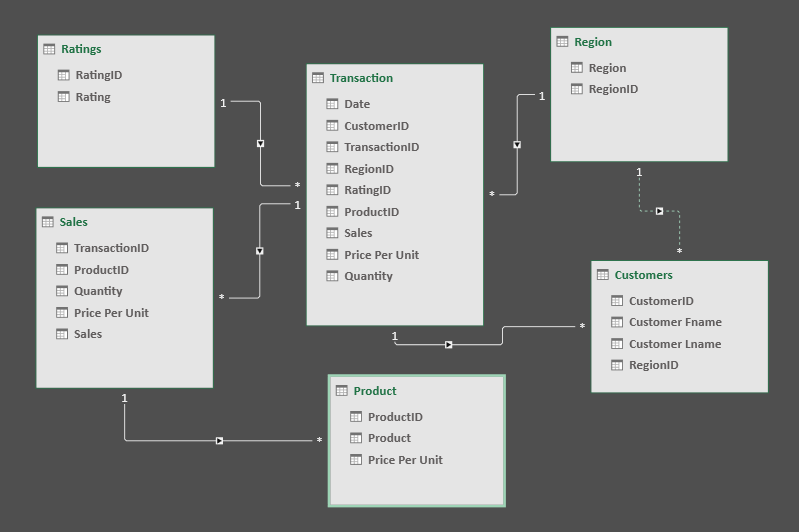 Ratings
RatingID
Rating
1
*
Transaction
Date
CustomerID
TransactionID
RegionID
RatingID
ProductID
Sales
Price Per Unit
Quantity
Region
Region
RegionID
1
*
1
*
Sales
TransactionID
ProductID
Quantity
Price Per Unit
Sales
1
*
Customers
CustomerID
Customer Fname
Customer Lname
RegionID
1
*
Product
ProductID
Product
Price Per Unit
1
*